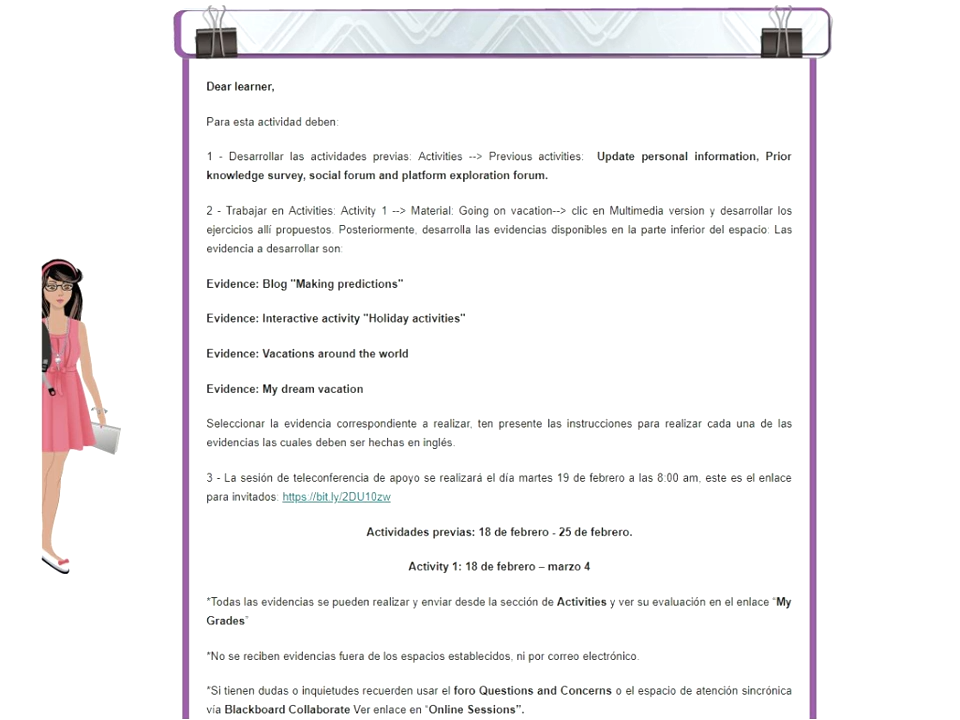 Dear learner,
Para esta actividad deben:
1 - Desarrollar las actividades previas: Activities --> Previous activities: Update personal information, Prior
knowledge survey, social forum and platform exploration forum.
2 - Trabajar en Activities: Activity 1 --> Material: Going on vacation--> clic en Multimedia version y desarrollar los
ejercicios allí propuestos. Posteriormente, desarrolla las evidencias disponibles en la parte inferior del espacio: Las
evidencia a desarrollar son:
Evidence: Blog "Making predictions"
Evidence: Interactive activity "Holiday activities"
Evidence: Vacations around the world
Evidence: My dream vacation
Seleccionar la evidencia correspondiente a realizar, ten presente las instrucciones para realizar cada una de las
evidencias las cuales deben ser hechas en inglés.
3 - La sesión de teleconferencia de apoyo se realizará el día martes 19 de febrero a las 8:00 am, este es el enlace
para invitados: https://bit.ly/2DU10zw
Actividades previas: 18 de febrero - 25 de febrero.
Activity 1: 18 de febrero – marzo 4
*Todas las evidencias se pueden realizar y enviar desde la sección de Activities y ver su evaluación en el enlace “My
Grades”
*No se reciben evidencias fuera de los espacios establecidos, ni por correo electrónico.
*Si tienen dudas o inquietudes recuerden usar el foro Questions and Concerns o el espacio de atención sincrónica
vía Blackboard Collaborate Ver enlace en “Online Sessions”.